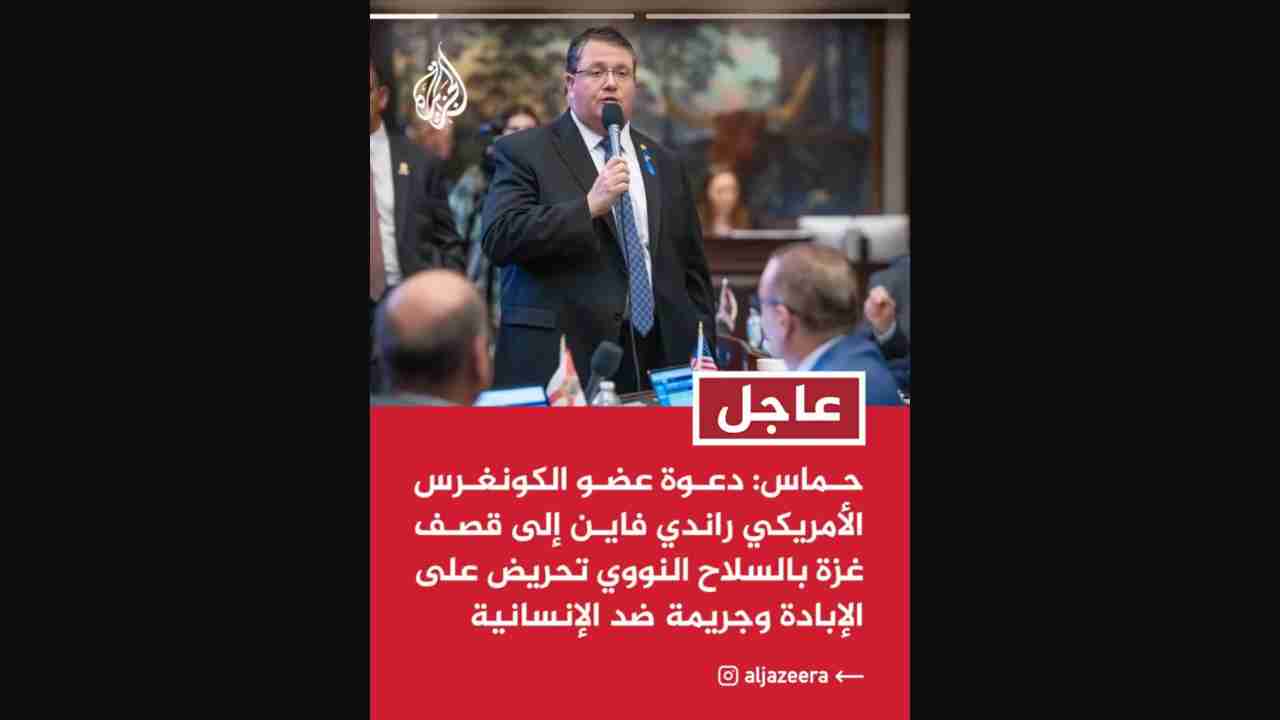 الجزيرة
عاجل
حماس: دعوة عضو الكونغرس
الأمريكي راندي فاين إلى قصف
غزة بالسلاح النووي تحريض على
الإبادة وجريمة ضد الإنسانية
aljazeera